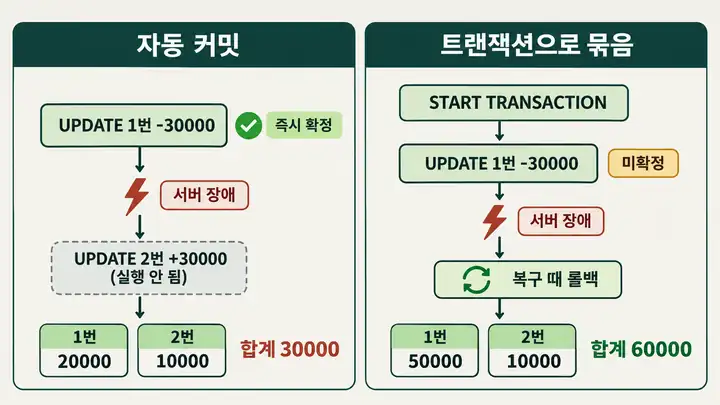 자동 커밋
UPDATE 1번 -30000
즉시 확정
서버 장애
UPDATE 2번 +30000
(실행 안 됨)
1번
20000
2번
10000
합계 30000
트랜잭션으로 묶음
START TRANSACTION
UPDATE 1번 -30000
미확정
서버 장애
복구 때 롤백
1번
50000
2번
10000
합계 60000